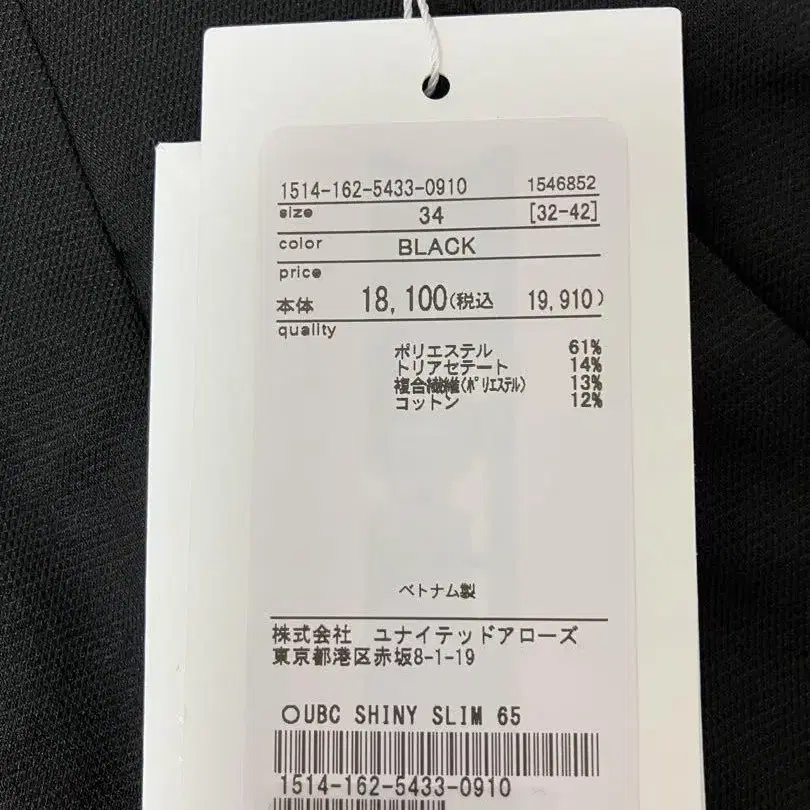 1514-162-5433-0910 1546852
size 34 [32-42]
color BLACK
price
本体 18,100(税込 19,910)
quality
ポリエステル 61%
トリアセテート 14%
複合繊維(ポリエステル) 13%
コットン 12%
ベトナム製
株式会社 ユナイテッドアローズ
東京都港区赤坂8-1-19
〇UBC SHINY SLIM 65
1514-162-5433-0910